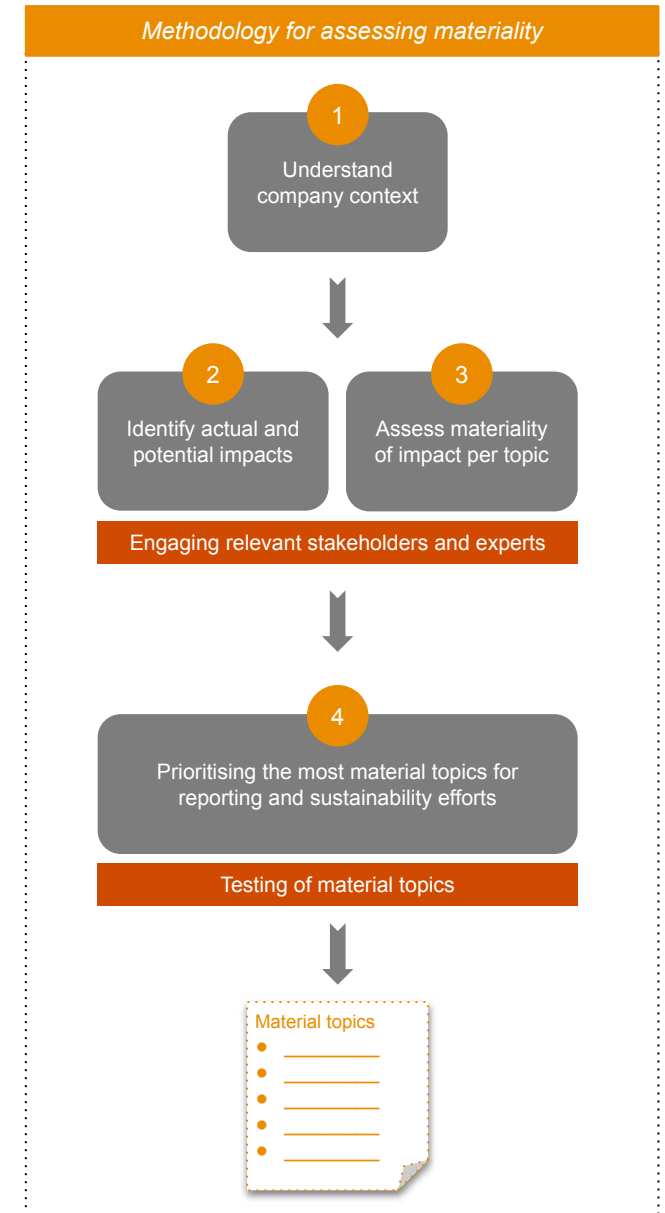 Methodology for assessing materiality
1
Understand
company context
2
Identify actual and
potential impacts
3
Assess materiality
of impact per topic
Engaging relevant stakeholders and experts
4
Prioritising the most material topics for
reporting and sustainability efforts
Testing of material topics
Material topics